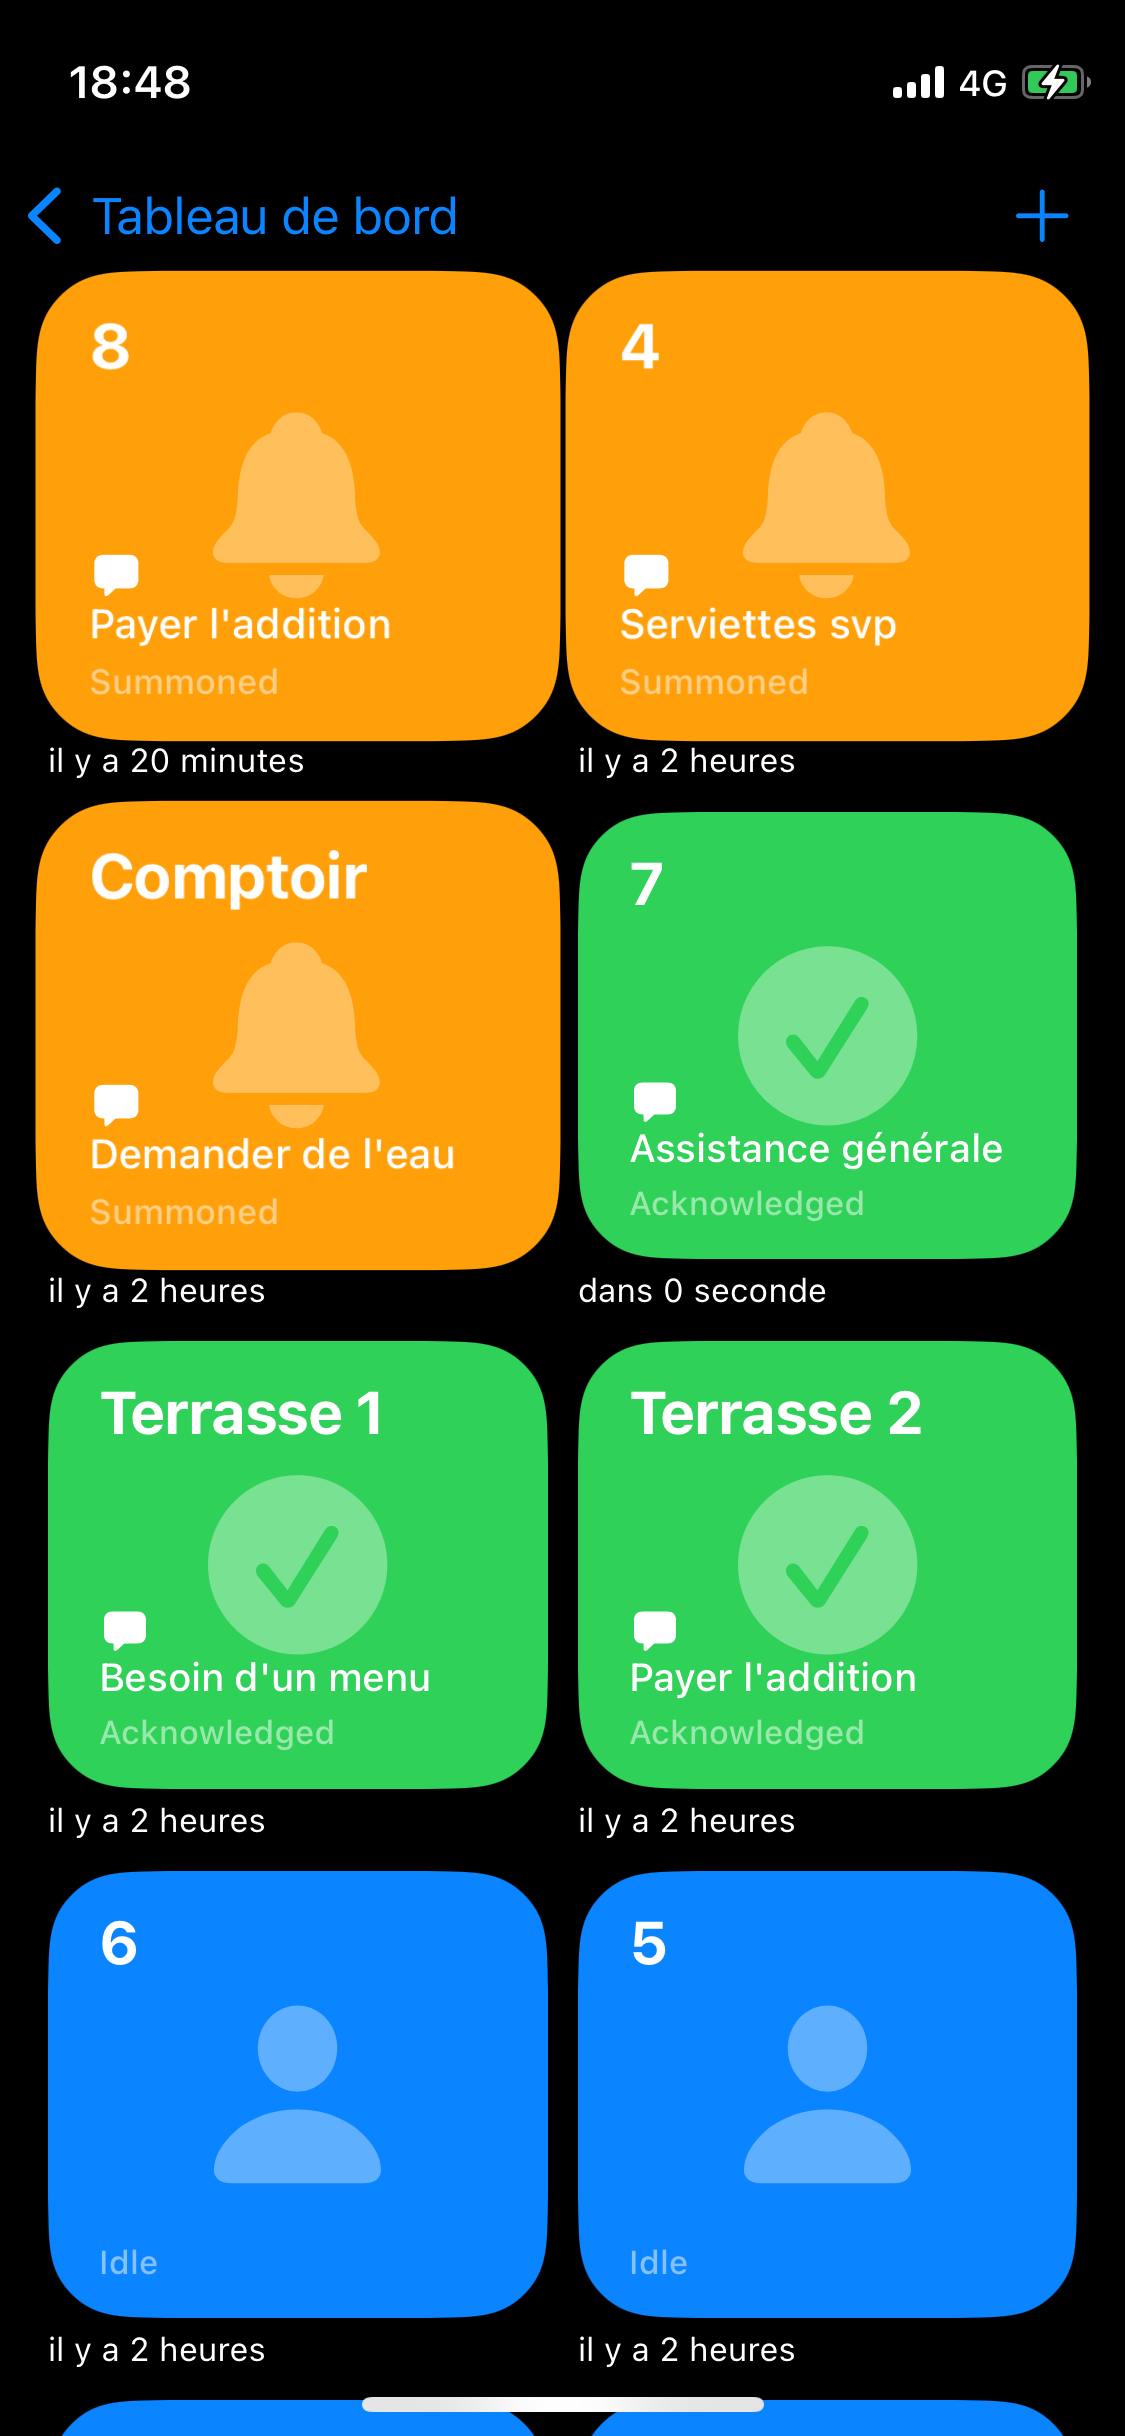 18:48
4G
Tableau de bord
8
Payer l'addition
Summoned
il y a 20 minutes
4
Serviettes svp
Summoned
il y a 2 heures
Comptoir
Demander de l'eau
Summoned
il y a 2 heures
7
Assistance générale
Acknowledged
dans 0 seconde
Terrasse 1
Besoin d'un menu
Acknowledged
il y a 2 heures
Terrasse 2
Payer l'addition
Acknowledged
il y a 2 heures
6
Idle
il y a 2 heures
5
Idle
il y a 2 heures